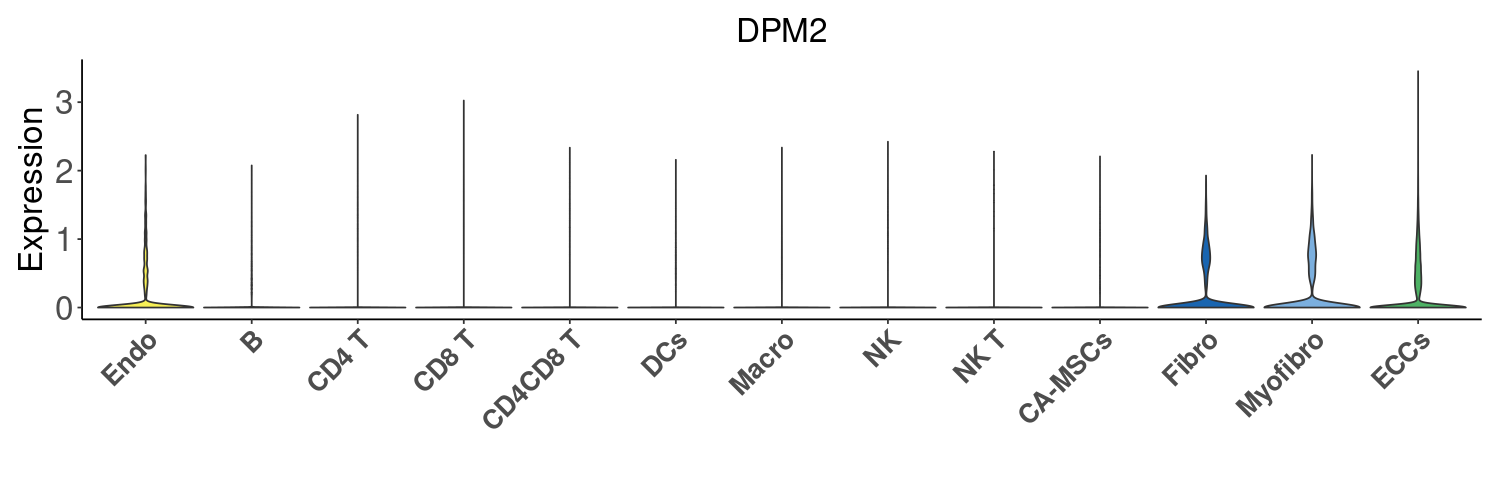 DPM2
Expression
3
2
1
0
Endo
B
CD4 T
CD8 T
CD4CD8 T
DCs
Macro
NK
NK T
CA-MSCs
Fibro
Myofibro
ECCs